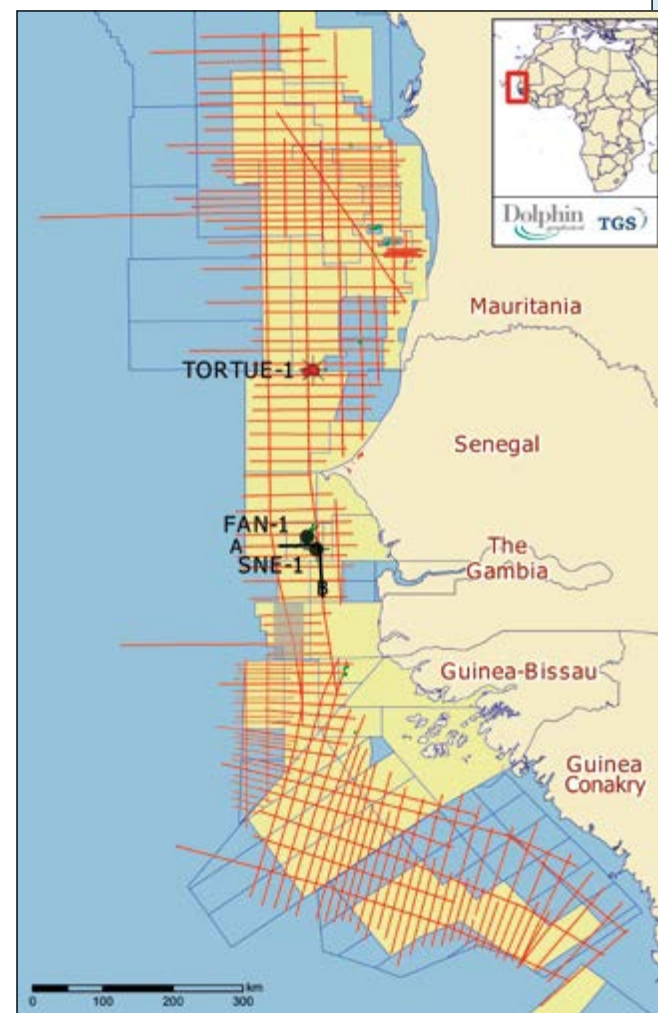 Dolphin
geophysical
TGS
Mauritania
TORTUE-1
Senegal
FAN-1
A
SNE-1
The
Gambia
B
Guinea-Bissau
Guinea
Conakry
km
0 100 200 300